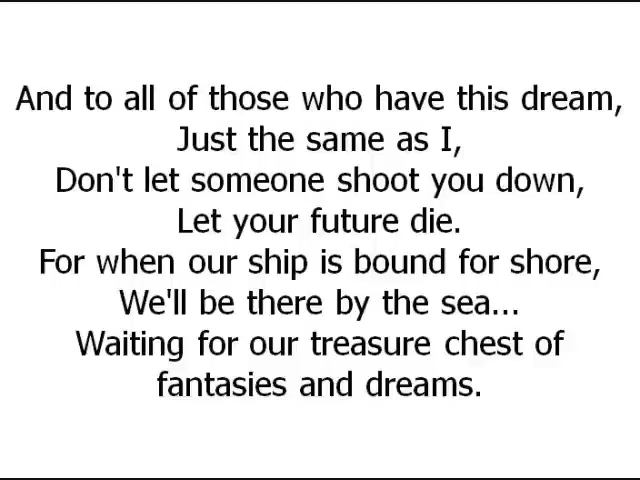 And to all of those who have this dream,
Just the same as I,
Don't let someone shoot you down,
Let your future die.
For when our ship is bound for shore,
We'll be there by the sea...
Waiting for our treasure chest of
fantasies and dreams.